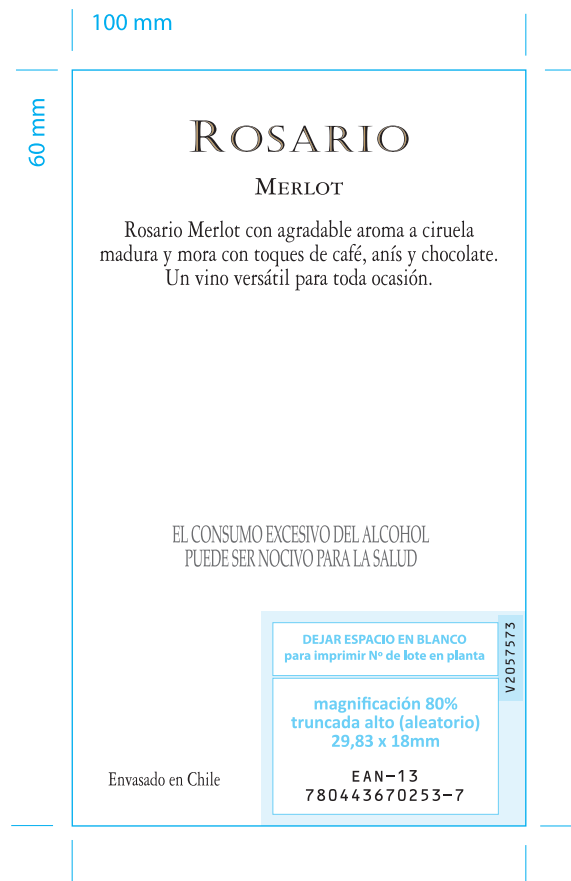 100 mm
60 mm
ROSARIO
MERLOT
Rosario Merlot con agradable aroma a ciruela
madura y mora con toques de café, anís y chocolate.
Un vino versátil para toda ocasión.
EL CONSUMO EXCESIVO DEL ALCOHOL
PUEDE SER NOCIVO PARA LA SALUD
DEJAR ESPACIO EN BLANCO
para imprimir Nº de lote en planta
V2057573
magnificación 80%
truncada alto (aleatorio)
29,83 x 18mm
EAN-13
780443670253-7
Envasado en Chile